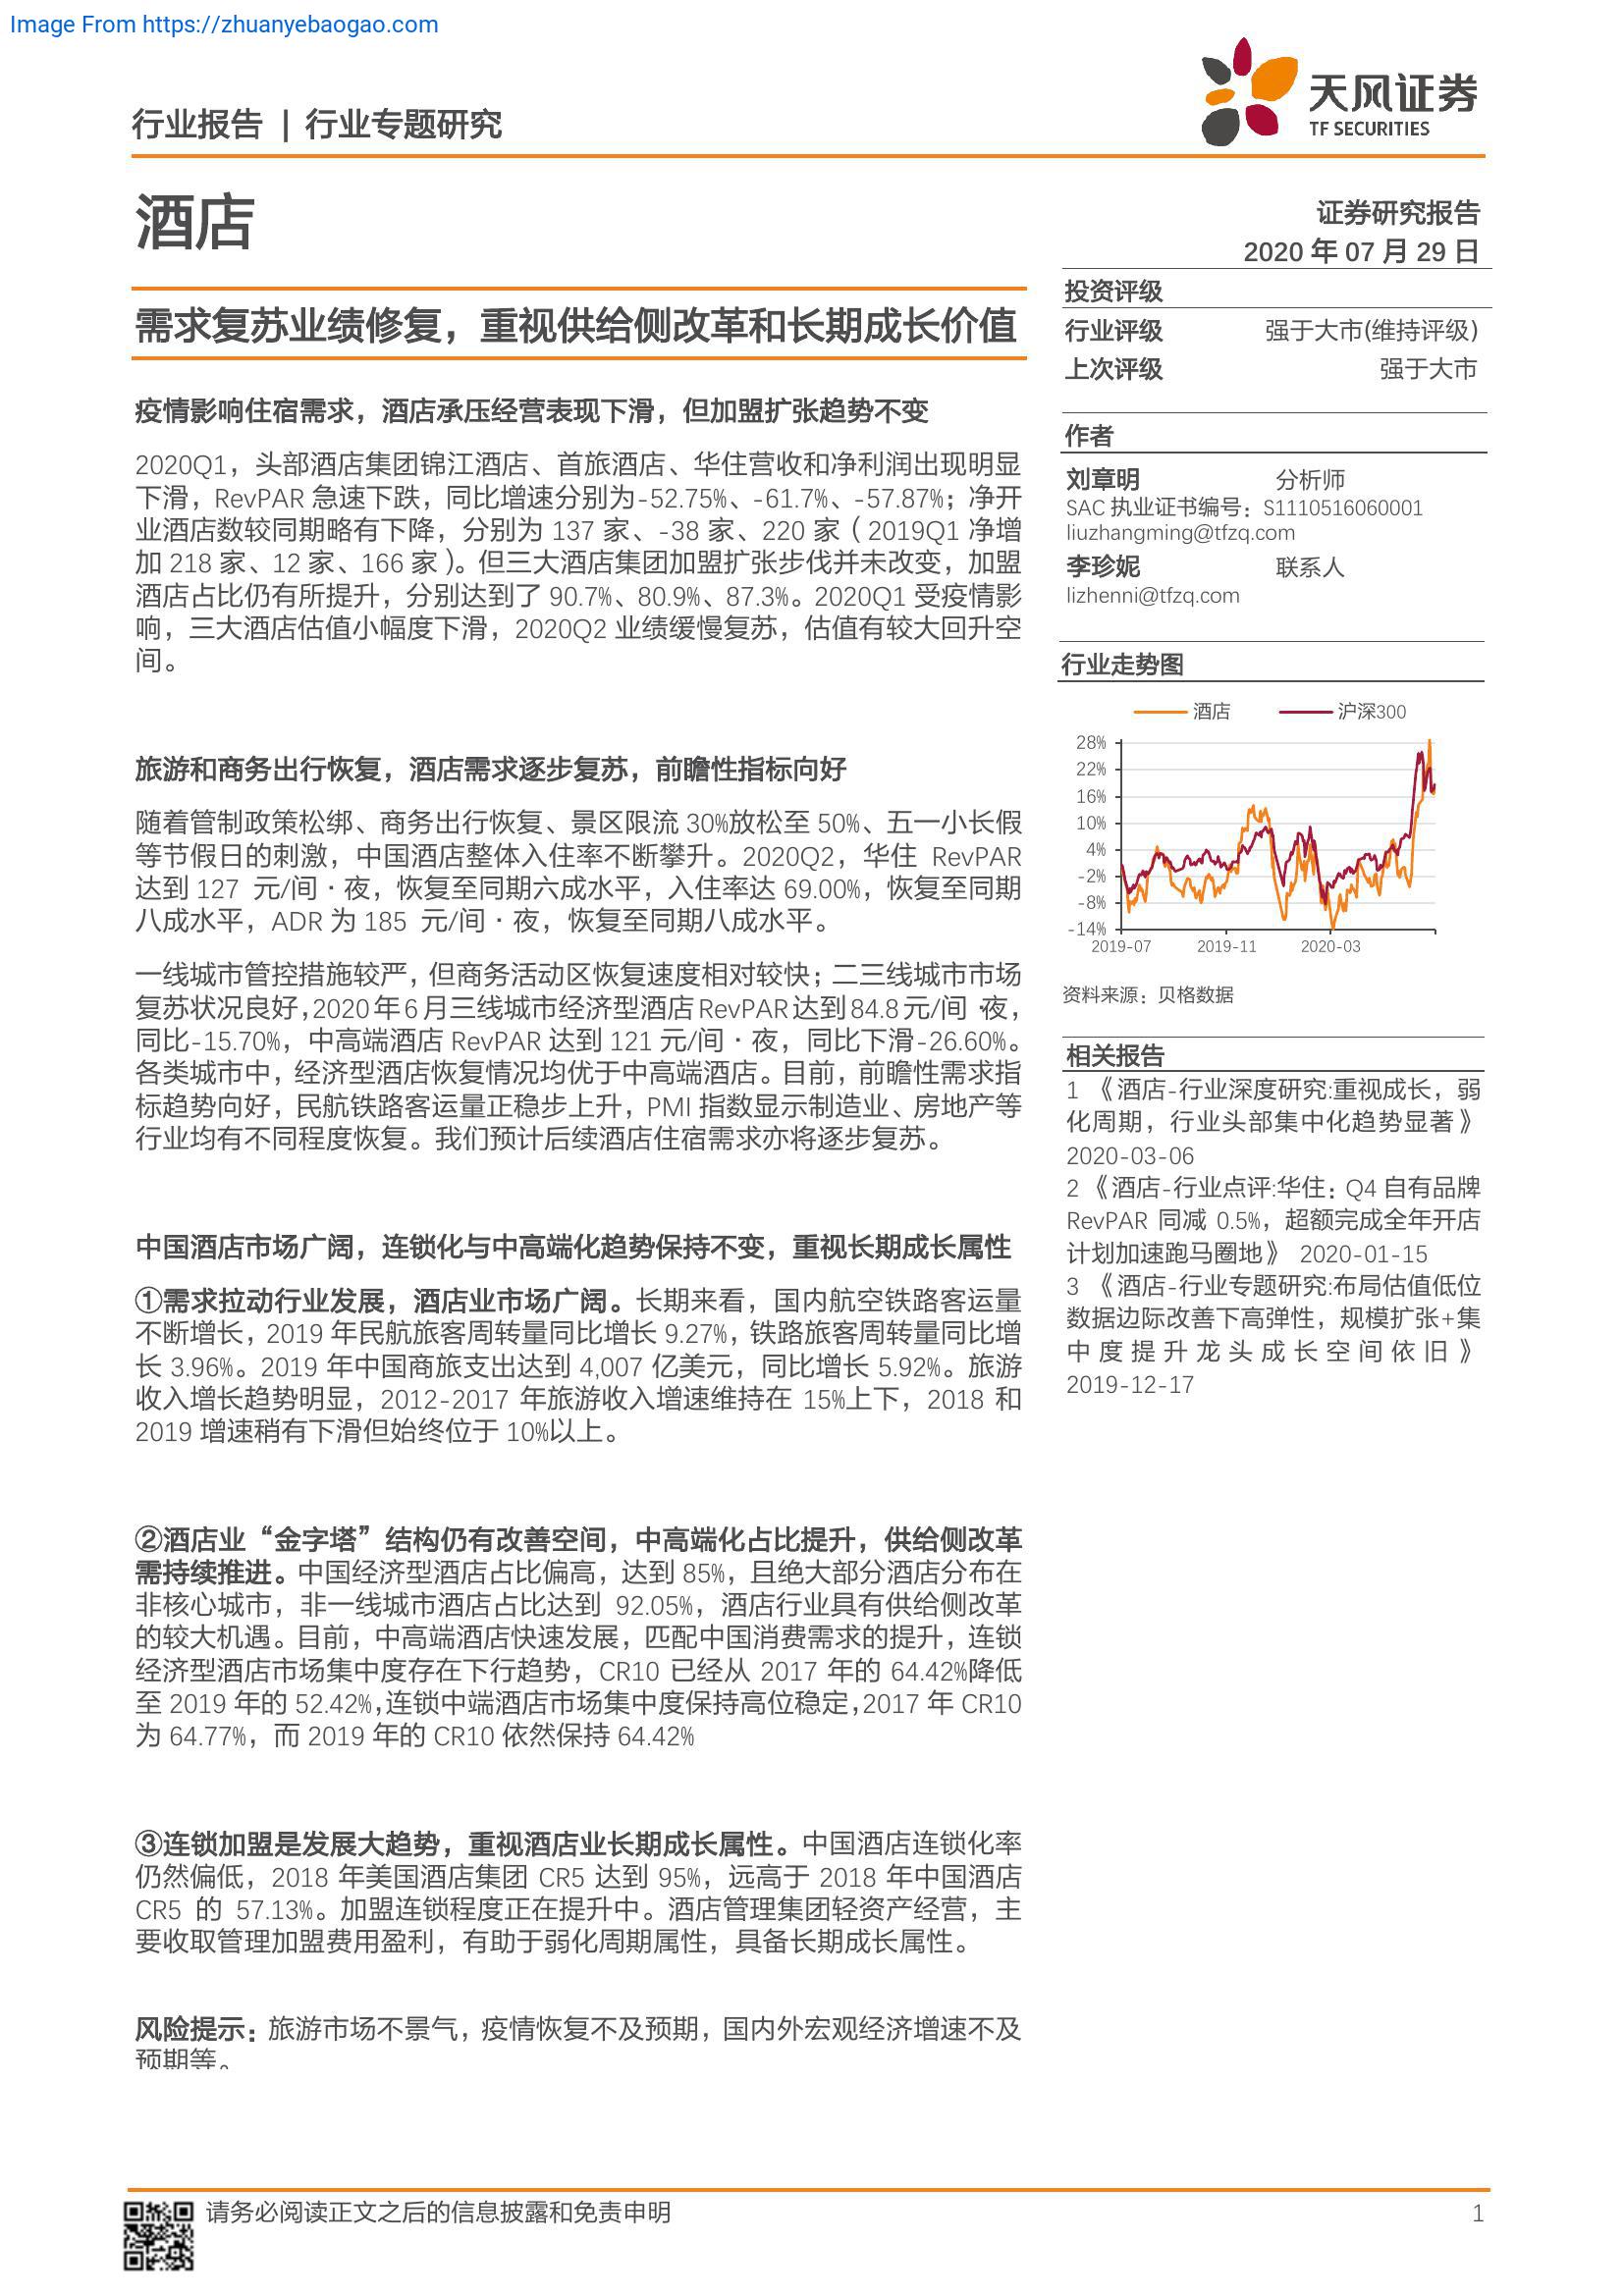 Image From https://zhuanyebaogao.com
天风证券
TF SECURITIES
行业报告 | 行业专题研究
酒店
证券研究报告
2020 年 07 月 29 日
需求复苏业绩修复，重视供给侧改革和长期成长价值
疫情影响住宿需求，酒店承压经营表现下滑，但加盟扩张趋势不变
2020Q1，头部酒店集团锦江酒店、首旅酒店、华住营收和净利润出现明显
下滑，RevPAR 急速下跌，同比增速分别为-52.75%、-61.7%、-57.87%；净开
业酒店数较同期略有下降，分别为 137 家、-38 家、220 家（2019Q1 净增
加 218 家、12 家、166 家）。但三大酒店集团加盟扩张步伐并未改变，加盟
酒店占比仍有所提升，分别达到了 90.7%、80.9%、87.3%。2020Q1 受疫情影
响，三大酒店估值小幅度下滑，2020Q2 业绩缓慢复苏，估值有较大回升空
间。
旅游和商务出行恢复，酒店需求逐步复苏，前瞻性指标向好
随着管制政策松绑、商务出行恢复、景区限流 30%放松至 50%、五一小长假
等节假日的刺激，中国酒店整体入住率不断攀升。2020Q2，华住 RevPAR
达到 127 元/间·夜，恢复至同期六成水平，入住率达 69.00%，恢复至同期
八成水平，ADR 为 185 元/间·夜，恢复至同期八成水平。
一线城市管控措施较严，但商务活动区恢复速度相对较快；二三线城市市场
复苏状况良好，2020 年 6 月三线城市经济型酒店 RevPAR 达到 84.8 元/间·夜，
同比-15.70%，中高端酒店 RevPAR 达到 121 元/间·夜，同比下滑-26.60%。
各类城市中，经济型酒店恢复情况均优于中高端酒店。目前，前瞻性需求指
标趋势向好，民航铁路客运量正稳步上升，PMI 指数显示制造业、房地产等
行业均有不同程度恢复。我们预计后续酒店住宿需求亦将逐步复苏。
中国酒店市场广阔，连锁化与中高端化趋势保持不变，重视长期成长属性
①需求拉动行业发展，酒店业市场广阔。长期来看，国内航空铁路客运量
不断增长，2019 年民航旅客周转量同比增长 9.27%，铁路旅客周转量同比增
长 3.96%。2019 年中国商旅支出达到 4,007 亿美元，同比增长 5.92%。旅游
收入增长趋势明显，2012-2017 年旅游收入增速维持在 15%上下，2018 和
2019 增速稍有下滑但始终位于 10%以上。
②酒店业“金字塔”结构仍有改善空间，中高端化占比提升，供给侧改革
需持续推进。中国经济型酒店占比偏高，达到 85%，且绝大部分酒店分布在
非核心城市，非一线城市酒店占比达到 92.05%，酒店行业具有供给侧改革
的较大机遇。目前，中高端酒店快速发展，匹配中国消费需求的提升，连锁
经济型酒店市场集中度存在下行趋势，CR10 已经从 2017 年的 64.42%降低
至 2019 年的 52.42%，连锁中端酒店市场集中度保持高位稳定，2017 年 CR10
为 64.77%，而 2019 年的 CR10 依然保持 64.42%
③连锁加盟是发展大趋势，重视酒店业长期成长属性。中国酒店连锁化率
仍然偏低，2018 年美国酒店集团 CR5 达到 95%，远高于 2018 年中国酒店
CR5 的 57.13%。加盟连锁程度正在提升中。酒店管理集团轻资产经营，主
要收取管理加盟费用盈利，有助于弱化周期属性，具备长期成长属性。
风险提示：旅游市场不景气，疫情恢复不及预期，国内外宏观经济增速不及
预期等。
投资评级
行业评级 强于大市(维持评级)
上次评级 强于大市
作者
刘章明 分析师
SAC 执业证书编号：S1110516060001
liuzhangming@tfzq.com
李珍妮 联系人
lizhenni@tfzq.com
行业走势图
酒店 沪深300
28%
22%
16%
10%
4%
-2%
-8%
-14%
2019-07 2019-11 2020-03
资料来源：贝格数据
相关报告
1 《酒店-行业深度研究:重视成长，弱
化周期，行业头部集中化趋势显著》
2020-03-06
2 《酒店-行业点评:华住：Q4 自有品牌
RevPAR 同减 0.5%，超额完成全年开店
计划加速跑马圈地》 2020-01-15
3 《酒店-行业专题研究:布局估值低位
数据边际改善下高弹性，规模扩张+集
中度提升龙头成长空间依旧》
2019-12-17
请务必阅读正文之后的信息披露和免责申明
1